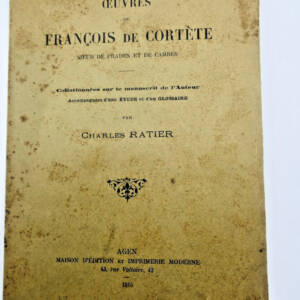 ŒUVRES
DE
FRANÇOIS DE CORTÈTE
SIEUR DE PRADES ET DE CAMBES
Collationnées sur le manuscrit de l'Auteur
Accompagnées d'une ÉTUDE et d'un GLOSSAIRE
PAR
CHARLES RATIER
AGEN
MAISON D'ÉDITION et IMPRIMERIE MODERNE
43, rue Voltaire, 43